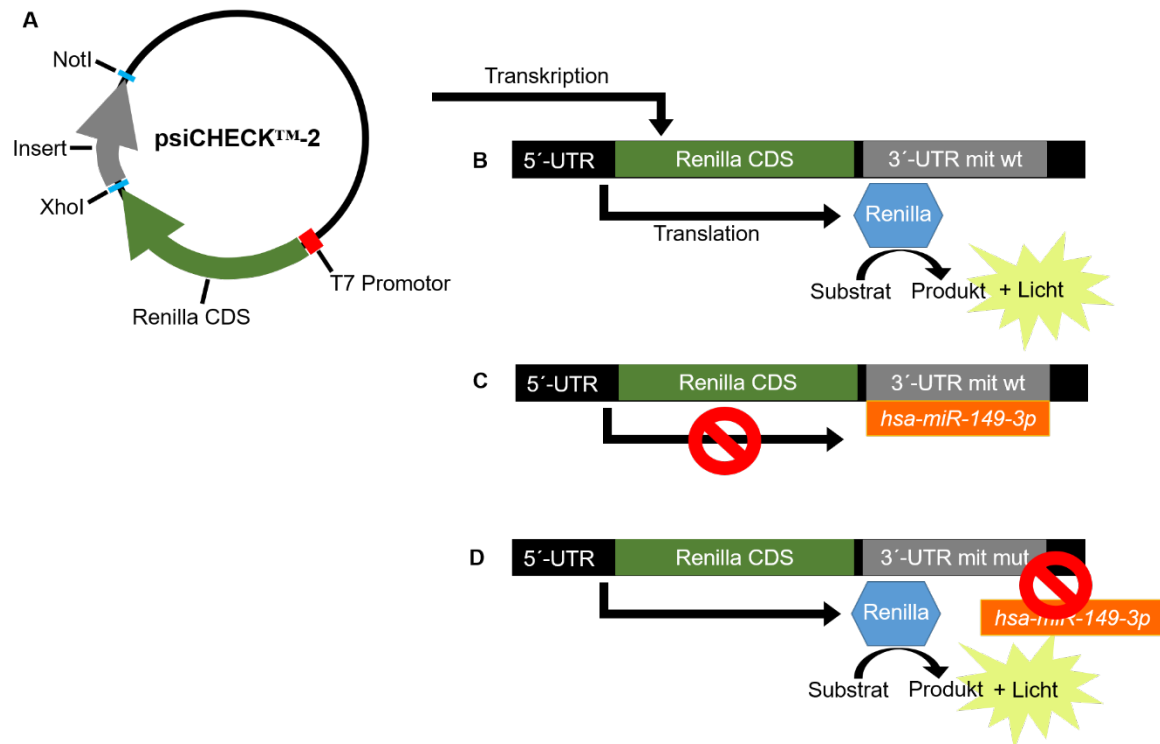 A
NotI
Insert
XhoI
psiCHECK™-2
T7 Promotor
Renilla CDS
Transkription
B
5´-UTR
Renilla CDS
3´-UTR mit wt
Translation
Renilla
Substrat
Produkt
+ Licht
C
5´-UTR
Renilla CDS
3´-UTR mit wt
hsa-miR-149-3p
D
5´-UTR
Renilla CDS
3´-UTR mit mut
Renilla
hsa-miR-149-3p
Substrat
Produkt
+ Licht